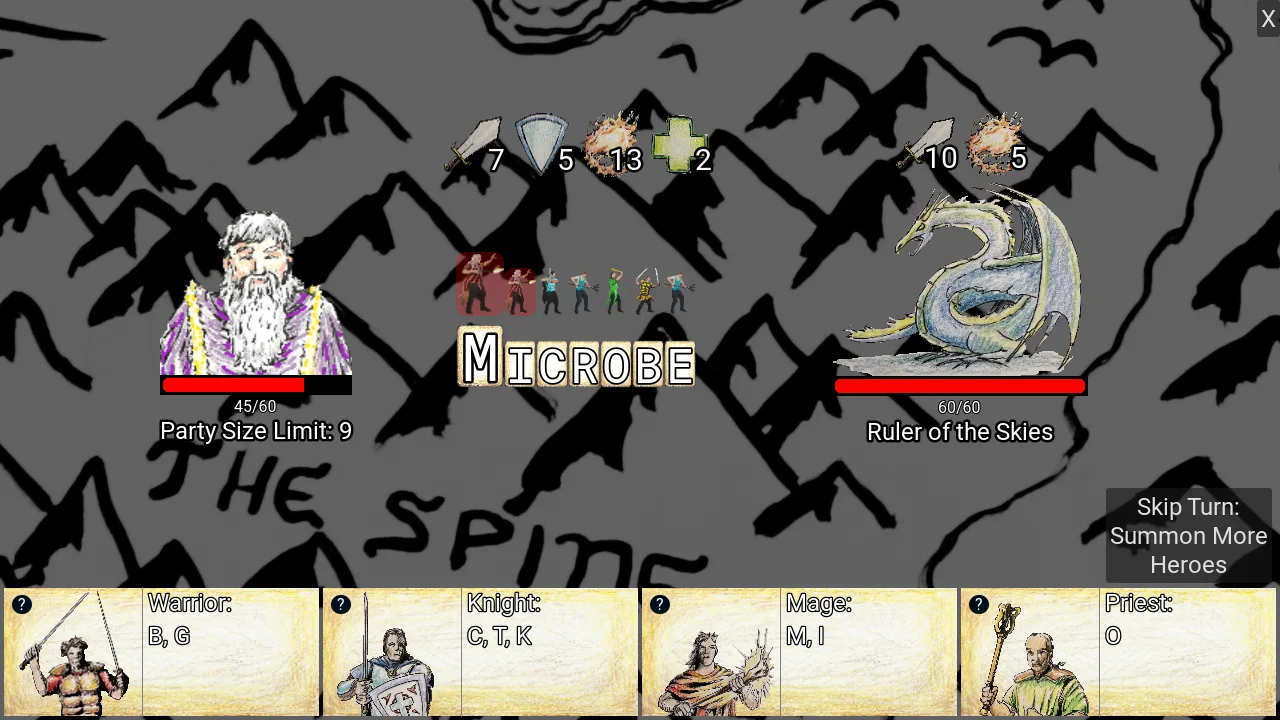 X
7 5 13 2
10 5
MICROBE
45/60
Party Size Limit: 9
60/60
Ruler of the Skies
THE SPINE
Skip Turn:
Summon More
Heroes
? Warrior:
B, G
? Knight:
C, T, K
? Mage:
M, I
? Priest:
O